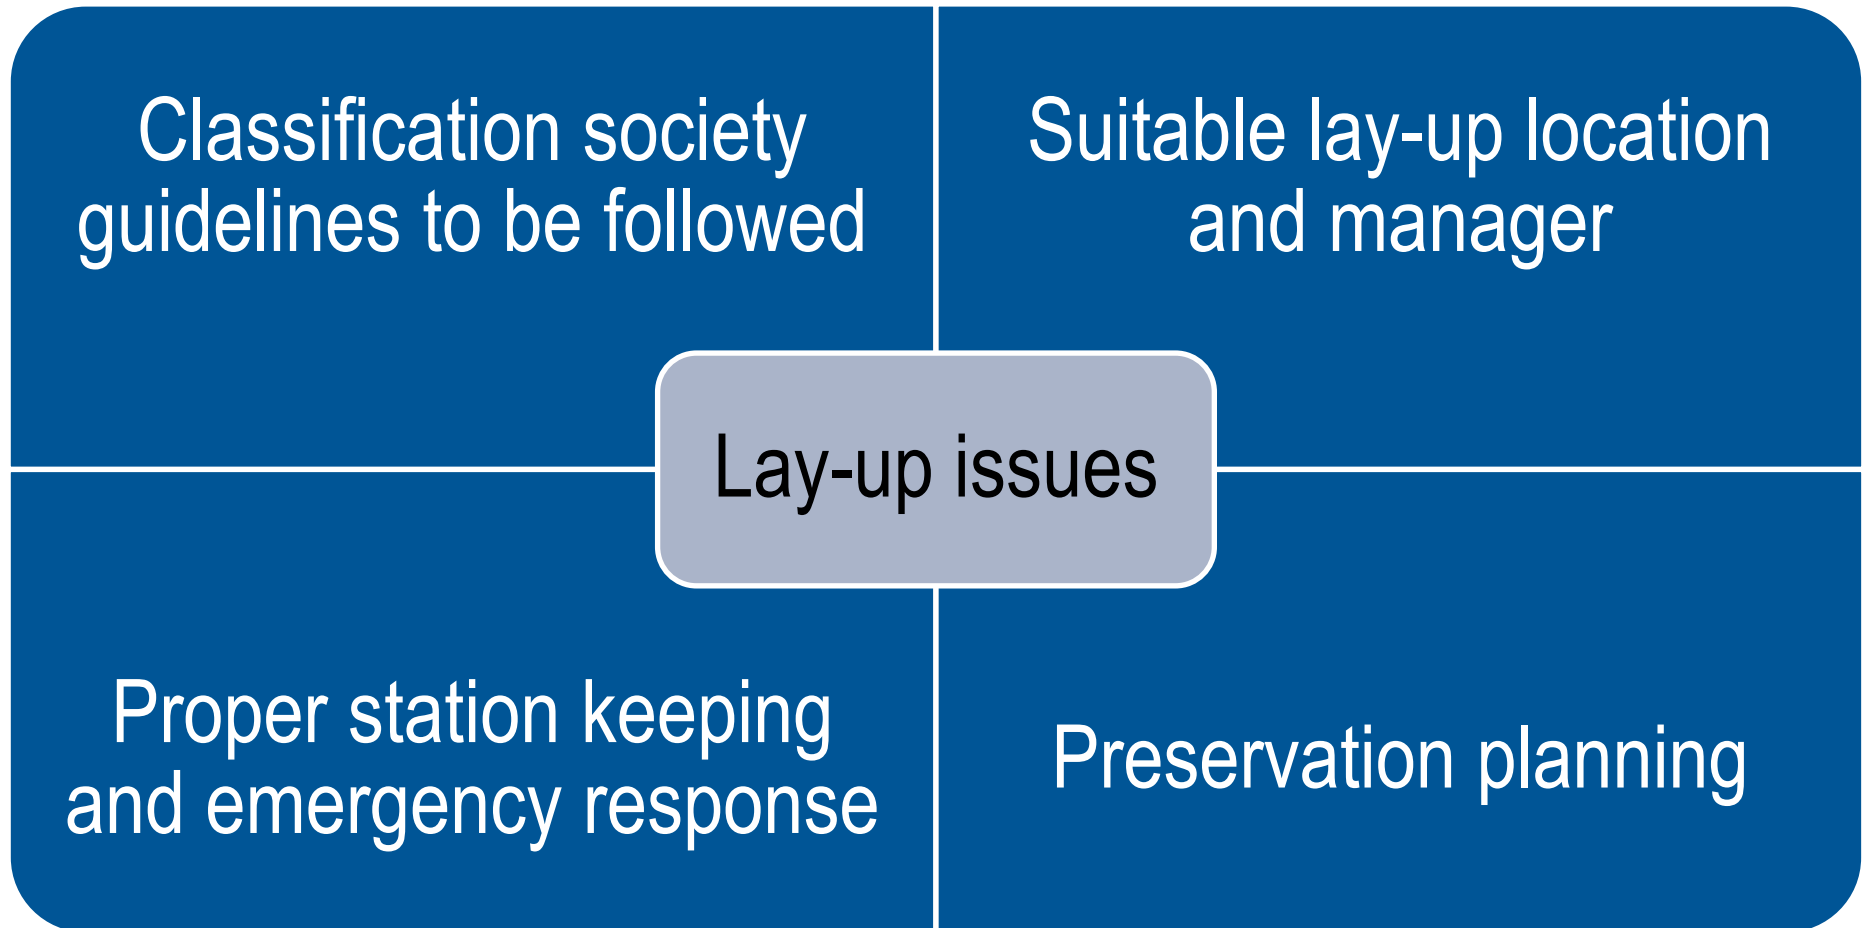 Classification society
guidelines to be followed
Suitable lay-up location
and manager
Lay-up issues
Proper station keeping
and emergency response
Preservation planning